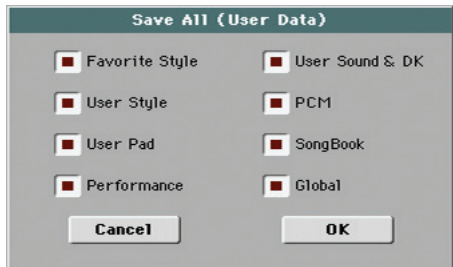 Save All (User Data)
Favorite Style
User Sound & DK
User Style
PCM
User Pad
SongBook
Performance
Global
Cancel
OK